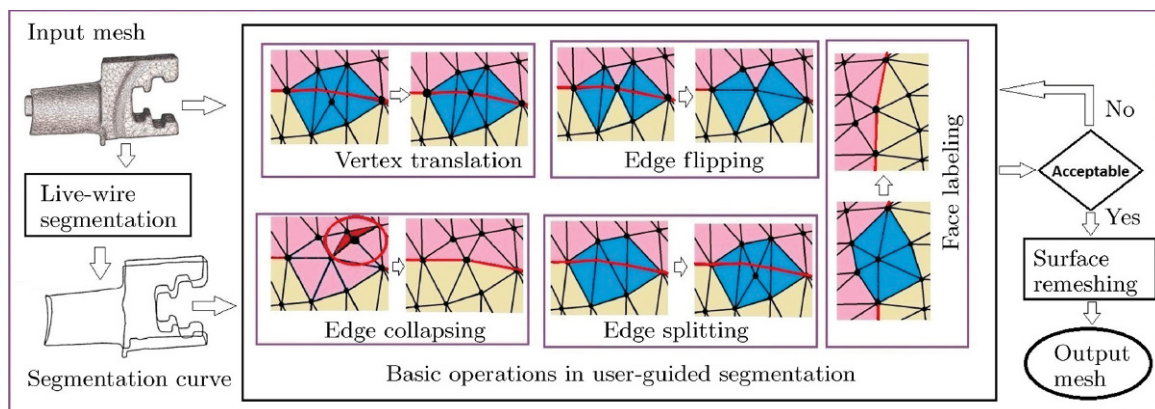 Input mesh
Live-wire
segmentation
Segmentation curve
Vertex translation
Edge flipping
Edge collapsing
Edge splitting
Face labeling
Basic operations in user-guided segmentation
No
Acceptable
Yes
Surface
remeshing
Output
mesh